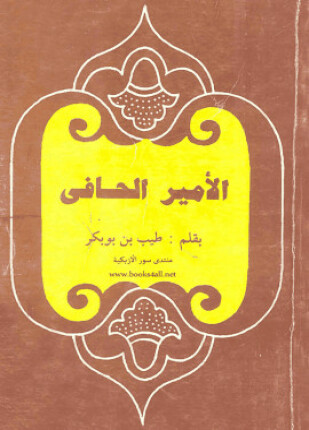 الأمير الحافى
بقلم : طيب بن بوبكر
منتدى سور الأزبكية
www.books4all.net